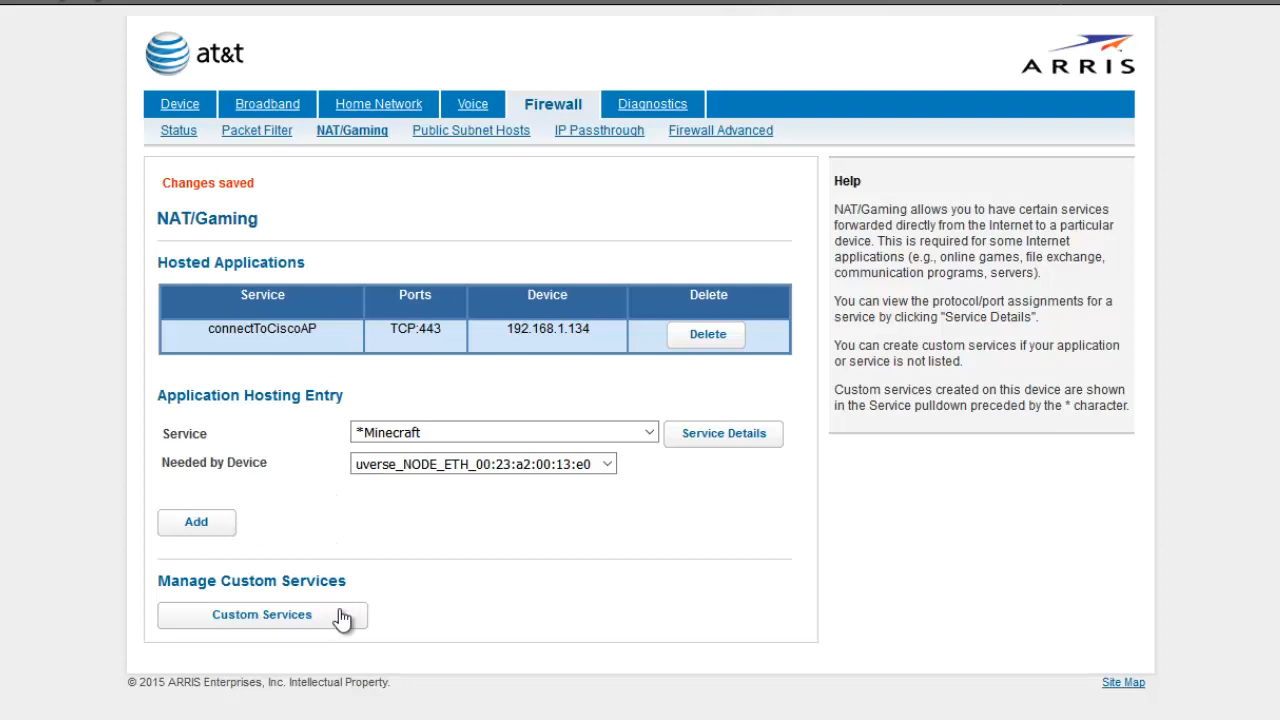 at&t
ARRIS
Device Broadband Home Network Voice Firewall Diagnostics
Status Packet Filter NAT/Gaming Public Subnet Hosts IP Passthrough Firewall Advanced
Changes saved
NAT/Gaming
Hosted Applications
Service Ports Device Delete
connectToCiscoAP TCP:443 192.168.1.134 Delete
Application Hosting Entry
Service *Minecraft Service Details
Needed by Device uverse_NODE_ETH_00:23:a2:00:13:e0
Add
Manage Custom Services
Custom Services
Help
NAT/Gaming allows you to have certain services
forwarded directly from the Internet to a particular
device. This is required for some Internet
applications (e.g., online games, file exchange,
communication programs, servers).
You can view the protocol/port assignments for a
service by clicking "Service Details".
You can create custom services if your application
or service is not listed.
Custom services created on this device are shown
in the Service pulldown preceded by the * character.
© 2015 ARRIS Enterprises, Inc. Intellectual Property.
Site Map